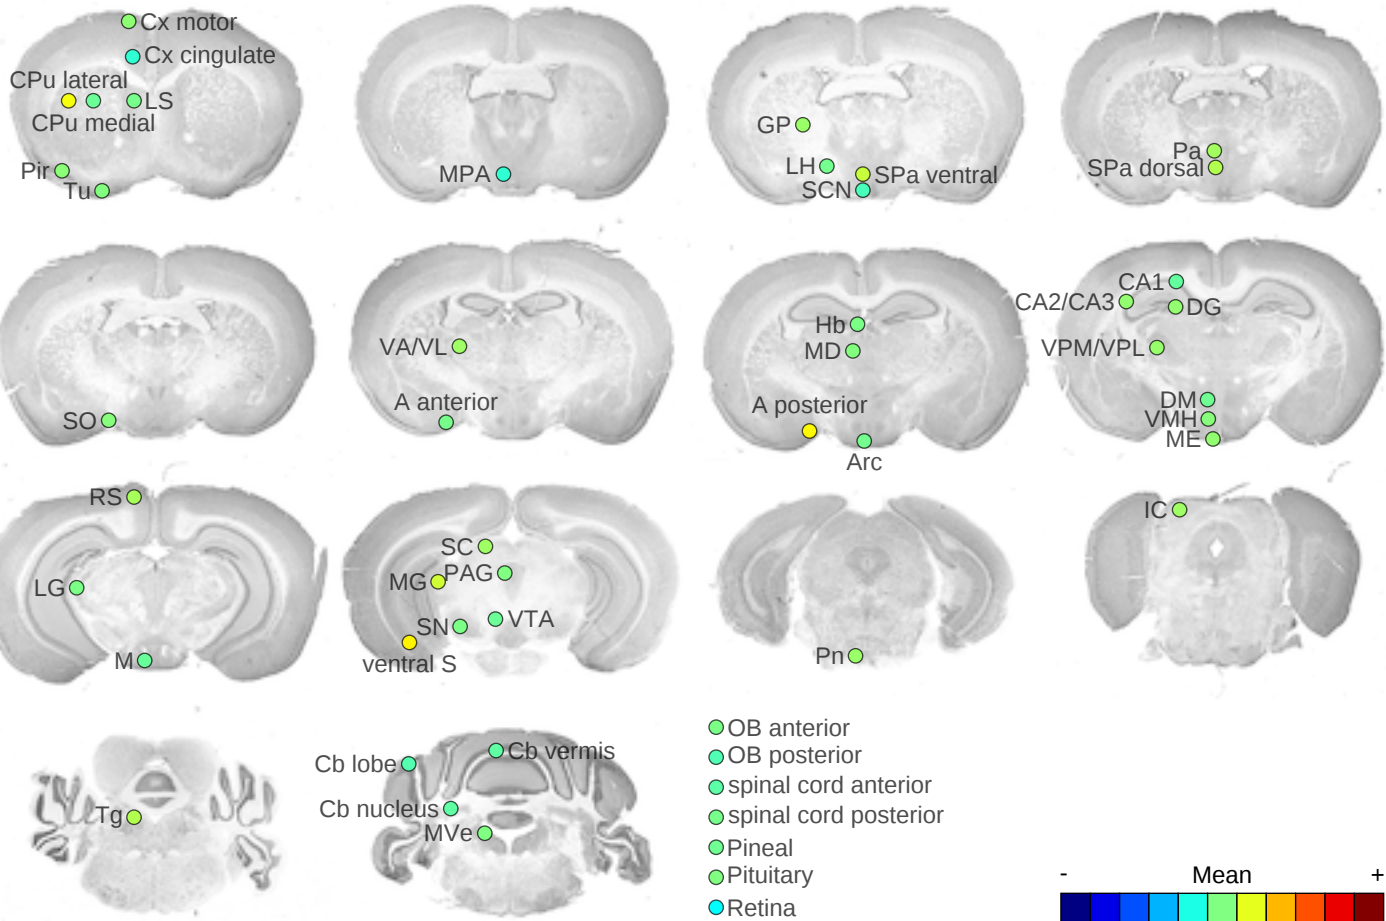 Cx motor
Cx cingulate
CPu lateral
LS
CPu medial
Pir
Tu
MPA
GP
LH
SPa ventral
SCN
Pa
SPa dorsal
SO
VA/VL
A anterior
Hb
MD
A posterior
Arc
CA1
CA2/CA3
DG
VPM/VPL
DM
VMH
ME
RS
LG
M
SC
MG
PAG
SN
VTA
ventral S
Pn
IC
Tg
Cb lobe
Cb vermis
Cb nucleus
MVe
OB anterior
OB posterior
spinal cord anterior
spinal cord posterior
Pineal
Pituitary
Retina
- Mean +